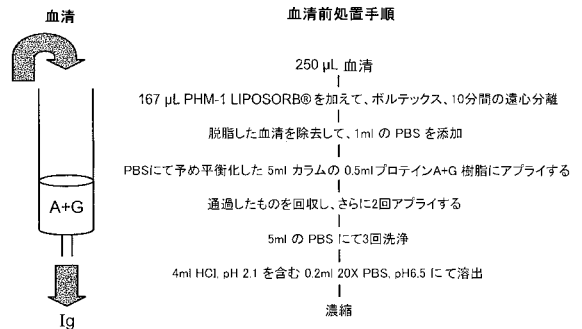 血清
血清前処置手順
250 µL 血清
167 µL PHM-1 LIPOSORB® を加えて、ボルテックス、10分間の遠心分離
脱脂した血清を除去して、1ml の PBS を添加
PBSにて予め平衡化した 5ml カラムの 0.5mlプロテインA+G 樹脂にアプライする
通過したものを回収し、さらに2回アプライする
5ml の PBS にて3回洗浄
4ml HCl, pH 2.1 を含む 0.2ml 20X PBS, pH6.5 にて溶出
濃縮
A+G
Ig